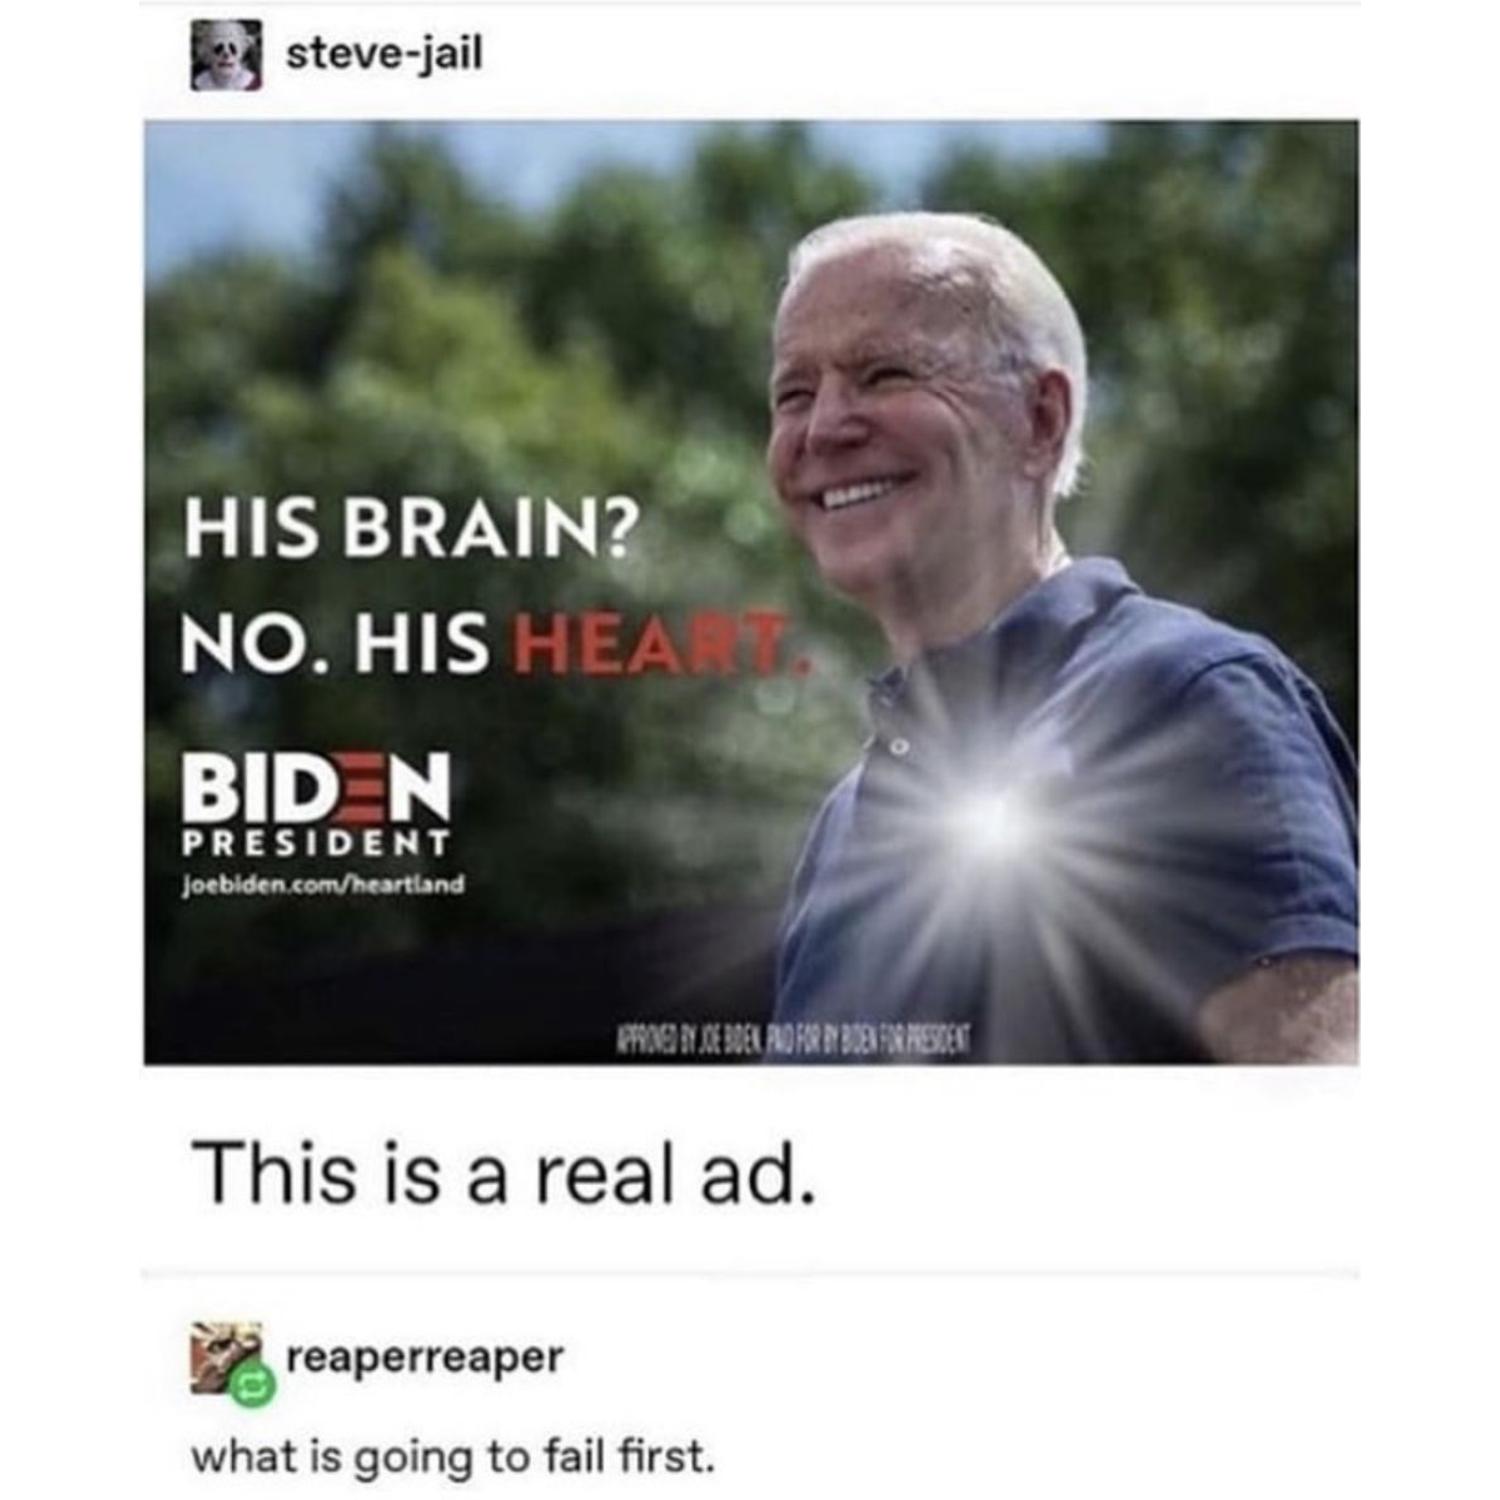 steve-jail
HIS BRAIN?
NO. HIS HEART.
BIDEN
PRESIDENT
joebiden.com/heartland
APPROVED BY JOE BIDEN. PAID FOR BY BIDEN FOR PRESIDENT
This is a real ad.
reaperreaper
what is going to fail first.